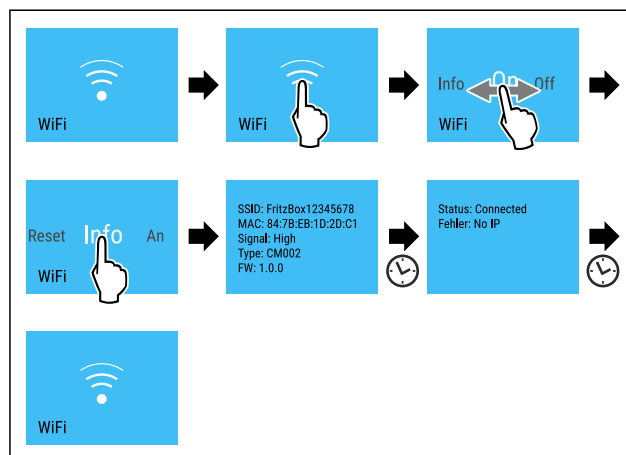 WiFi
WiFi
Info On Off
WiFi
Reset Info An
WiFi
SSID: FritzBox12345678
MAC: 84:7B:EB:1D:2D:C1
Signal: High
Type: CM002
FW: 1.0.0
Status: Connected
Fehler: No IP
WiFi